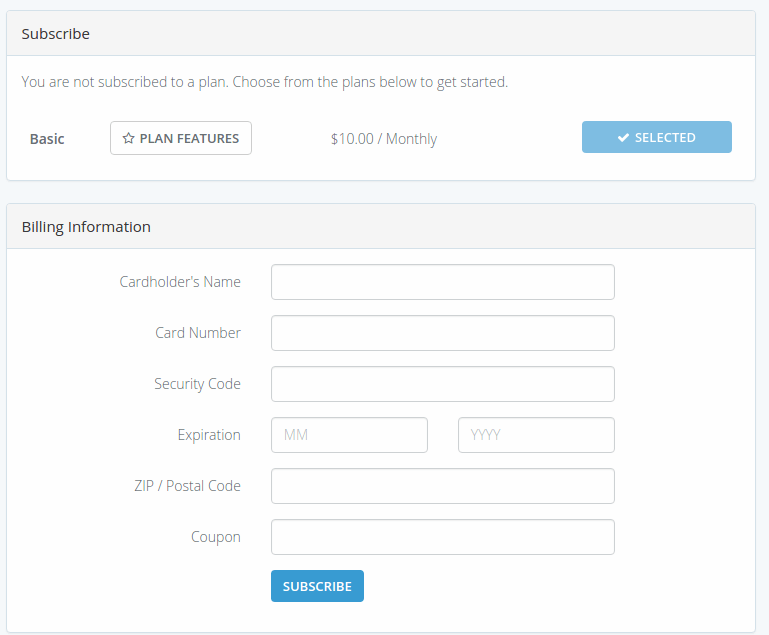 Subscribe
You are not subscribed to a plan. Choose from the plans below to get started.
Basic PLAN FEATURES $10.00 / Monthly SELECTED
Billing Information
Cardholder's Name
Card Number
Security Code
Expiration MM YYYY
ZIP / Postal Code
Coupon
SUBSCRIBE